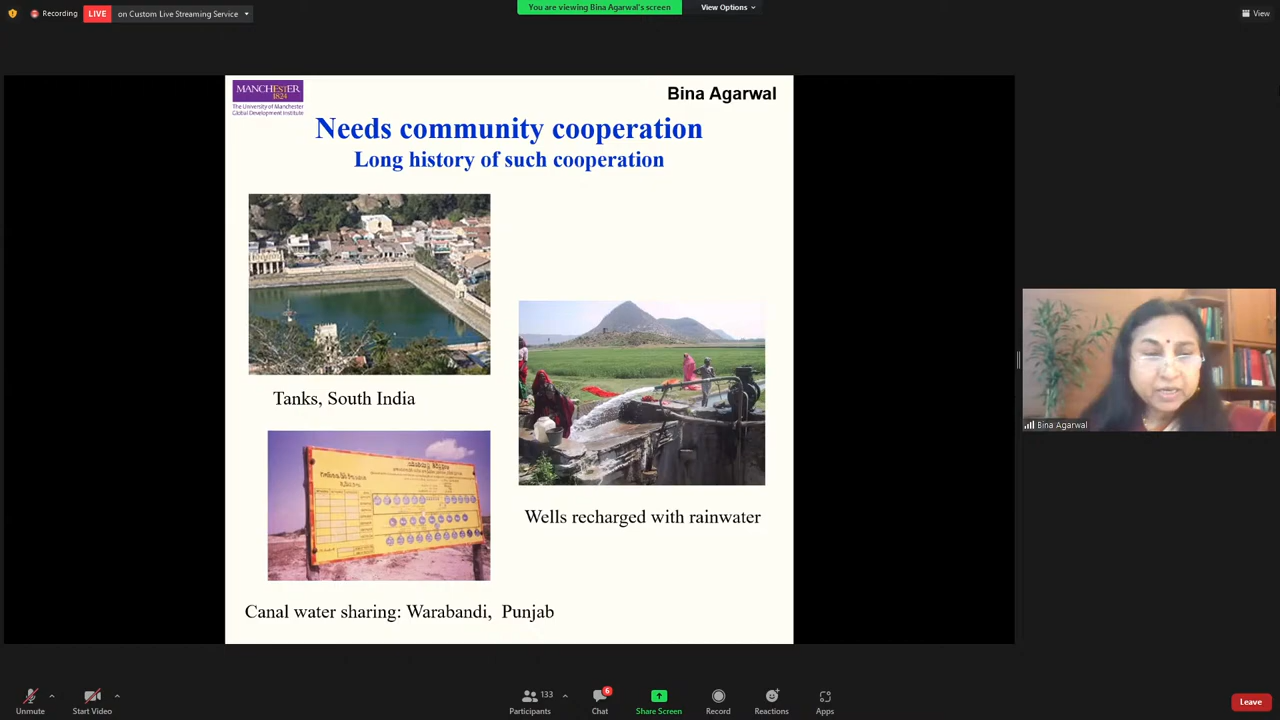 Recording
LIVE
on Custom Live Streaming Service
You are viewing Bina Agarwal's screen
View Options
View
MANCHESTER
1824
The University of Manchester
Global Development Institute
Bina Agarwal
Needs community cooperation
Long history of such cooperation
Tanks, South India
Wells recharged with rainwater
Canal water sharing: Warabandi, Punjab
Bina Agarwal
Unmute
Start Video
133
Participants
6
Chat
Share Screen
Record
Reactions
Apps
Leave